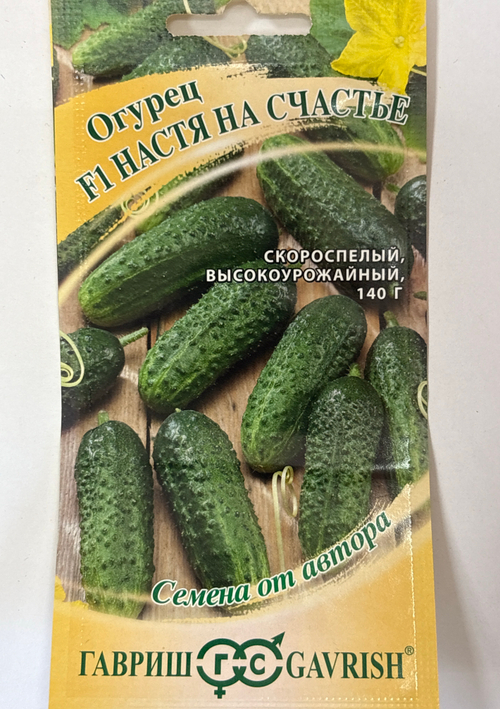 Огурец
F1 НАСТЯ НА СЧАСТЬЕ
СКОРОСПЕЛЫЙ,
ВЫСОКОУРОЖАЙНЫЙ,
140 Г
Семена от автора
ГАВРИШ Г С GAVRISH®